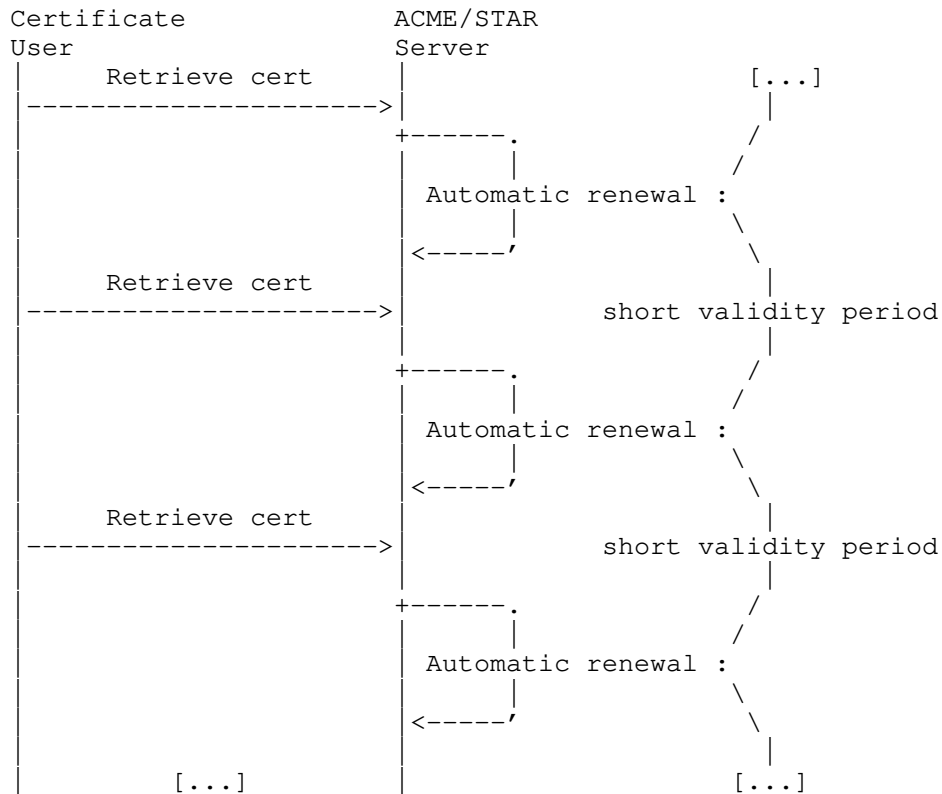 Certificate ACME/STAR
User Server
Retrieve cert [...]
Automatic renewal :
Retrieve cert
short validity period
Automatic renewal :
Retrieve cert
short validity period
Automatic renewal :
[...] [...]